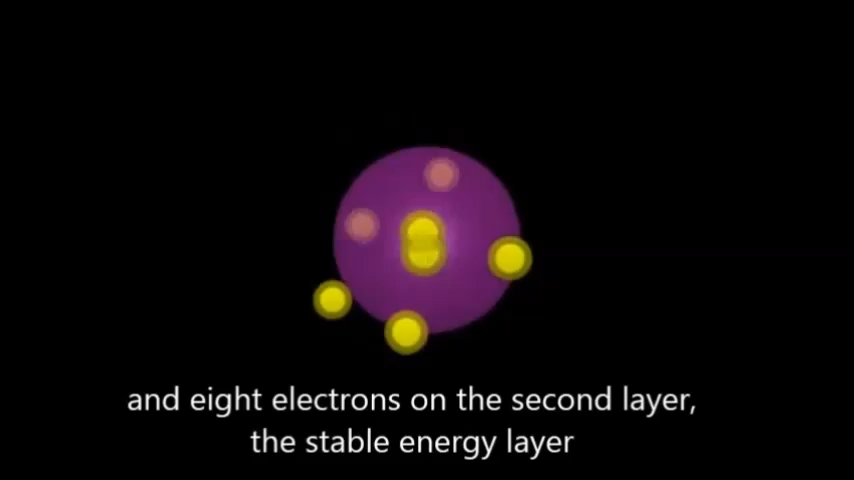 and eight electrons on the second layer,
the stable energy layer